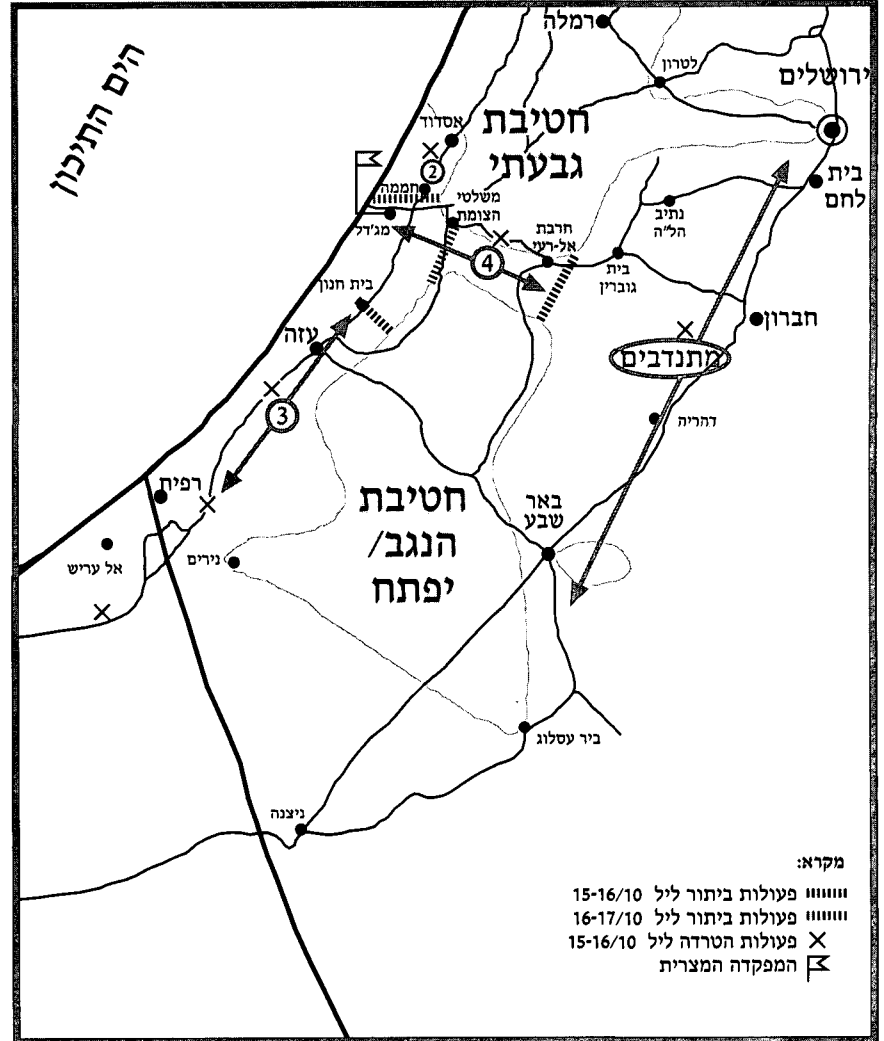 רמלה
לטרון
ירושלים
הים התיכון
אסדוד
חטיבת
גבעתי
2
חממה
מג'דל
משלטי
הצומת
חרבת
אל-רעי
נתיב
הל"ה
בית
לחם
4
בית
גוברין
בית חנון
עזה
חברון
מתנדבים
3
דהריה
רפיח
אל עריש
נירים
חטיבת
הנגב/
יפתח
באר
שבע
ביר עסלוג
ניצנה
מקרא:
פעולות ביתור ליל 15-16/10
פעולות ביתור ליל 16-17/10
פעולות הטרדה ליל 15-16/10
המפקדה המצרית